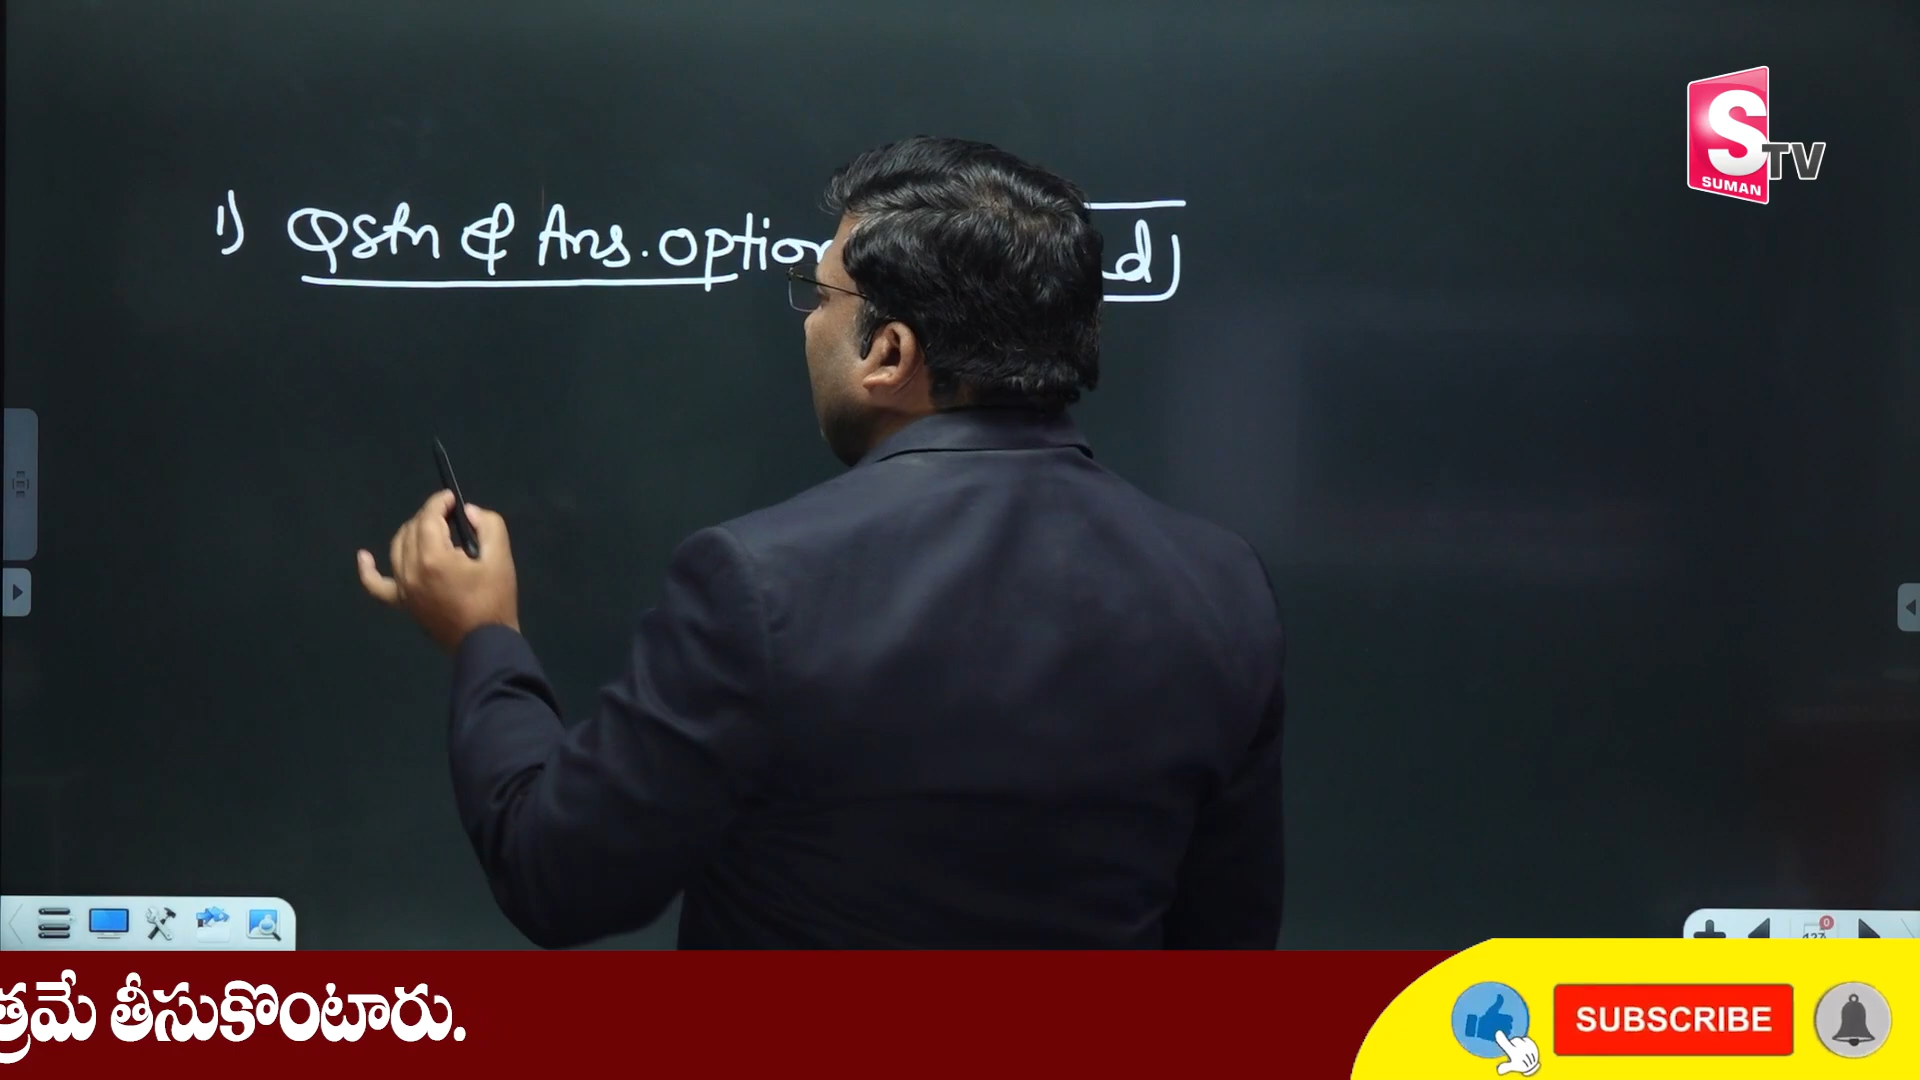 S
TV
SUMAN
1) Qstn & Ans. option d)
త్రమే తీసుకొంటారు.
SUBSCRIBE